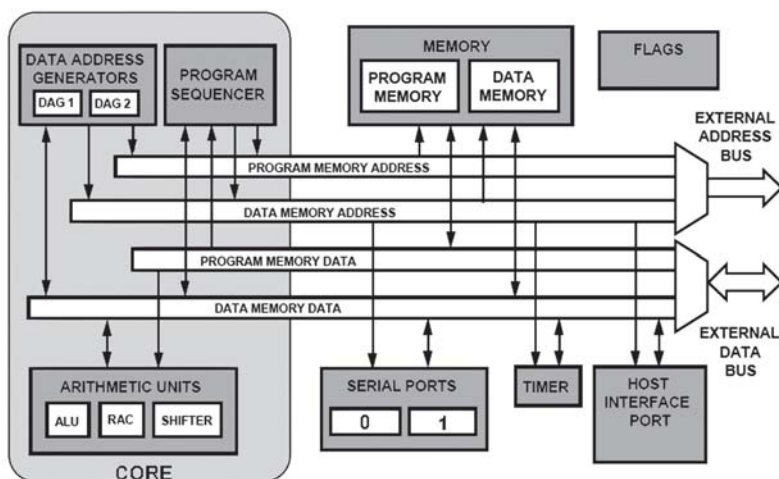 DATA ADDRESS
GENERATORS
DAG 1
DAG 2
PROGRAM
SEQUENCER
MEMORY
PROGRAM
MEMORY
DATA
MEMORY
FLAGS
EXTERNAL
ADDRESS
BUS
PROGRAM MEMORY ADDRESS
DATA MEMORY ADDRESS
PROGRAM MEMORY DATA
DATA MEMORY DATA
EXTERNAL
DATA
BUS
ARITHMETIC UNITS
ALU
RAC
SHIFTER
SERIAL PORTS
0
1
TIMER
HOST
INTERFACE
PORT
CORE